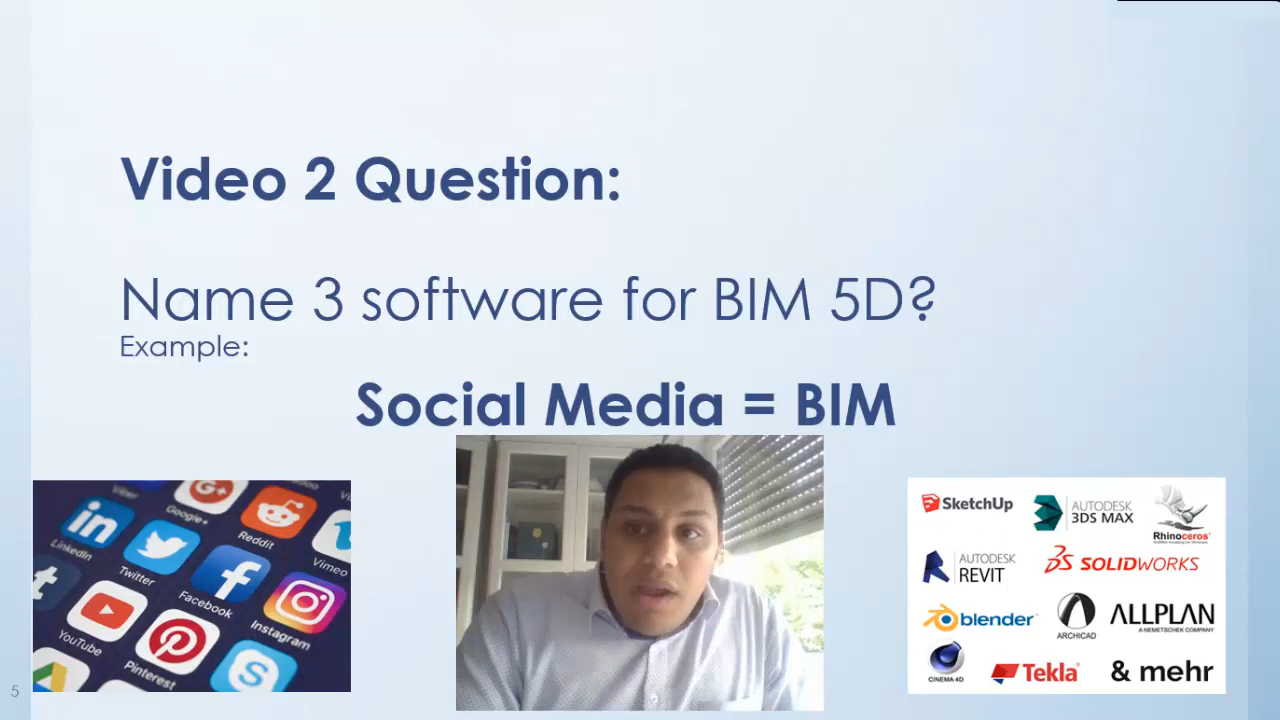 Video 2 Question:
Name 3 software for BIM 5D?
Example:
Social Media = BIM
Google+
Reddit
LinkedIn
Twitter
Vimeo
Facebook
Instagram
YouTube
Pinterest
SketchUp
AUTODESK
3DS MAX
Rhinoceros
AUTODESK
REVIT
SOLIDWORKS
blender
ARCHICAD
ALLPLAN
A NEMETSCHEK COMPANY
CINEMA 4D
Tekla
& mehr
5